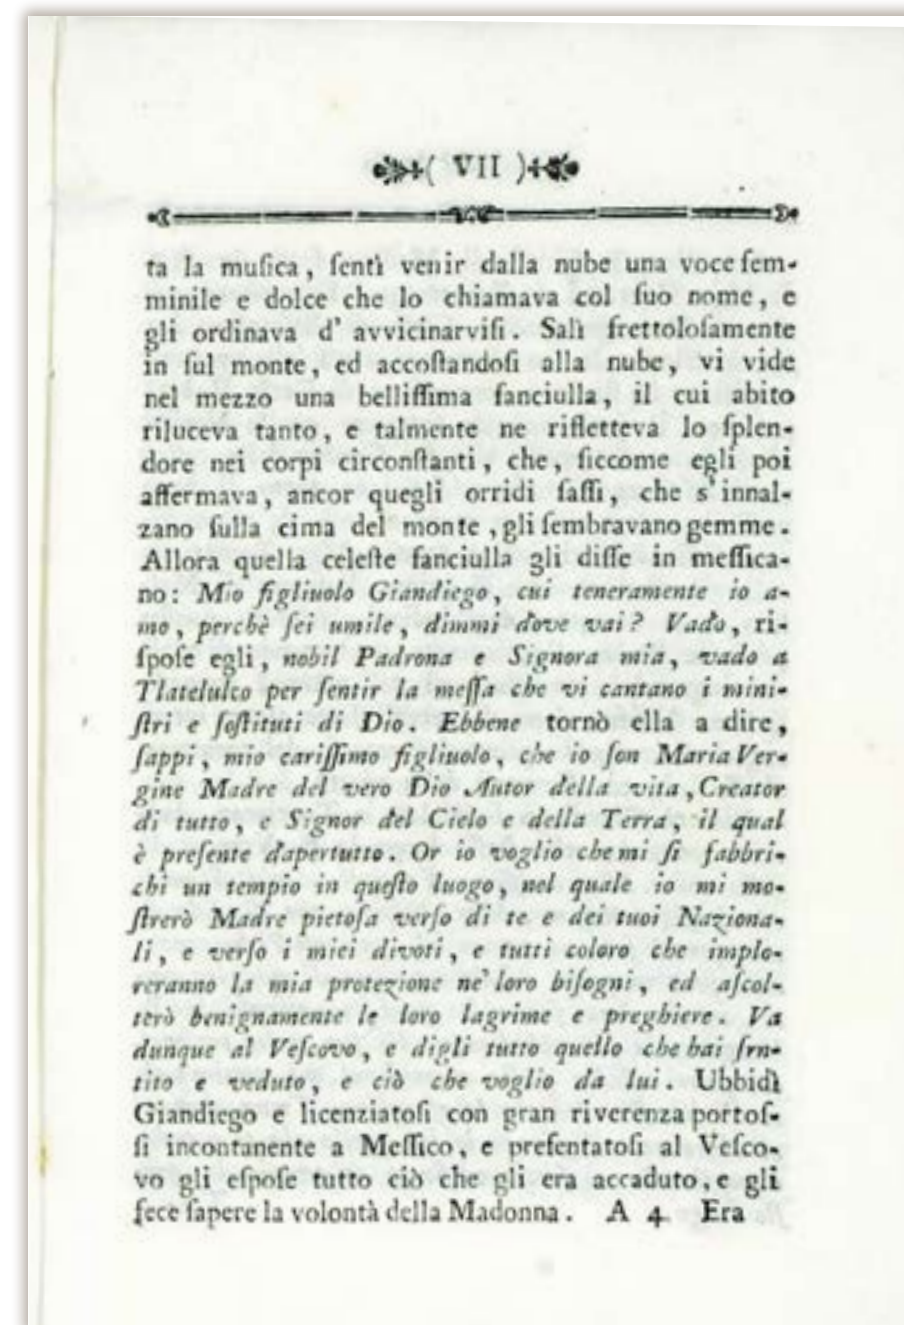 ( VII )
ta la muſica, ſentì venir dalla nube una voce fem-
minile e dolce che lo chiamava col ſuo nome, e
gli ordinava d' avvicinarviſi. Salì frettoloſamente
in ſul monte, ed accoſtandoſi alla nube, vi vide
nel mezzo una belliſſima fanciulla, il cui abito
riluceva tanto, e talmente ne rifletteva lo ſplen-
dore nei corpi circonſtanti, che, ſiccome egli poi
affermava, ancor quegli orridi ſaſſi, che s'innal-
zano ſulla cima del monte, gli ſembravano gemme.
Allora quella celeſte fanciulla gli diſſe in meſſica-
no: Mio figliuolo Giandiego, cui teneramente io a-
mo, perchè ſei umile, dimmi dove vai? Vado, ri-
ſpoſe egli, nobil Padrona e Signora mia, vado a
Tlatelulco per ſentir la meſſa che vi cantano i mini-
ſtri e ſoſtituti di Dio. Ebbene tornò ella a dire,
ſappi, mio cariſſimo figliuolo, che io ſon Maria Ver-
gine Madre del vero Dio Autor della vita, Creator
di tutto, e Signor del Cielo e della Terra, il qual
è preſente dapertutto. Or io voglio che mi ſi fabbri-
chi un tempio in queſto luogo, nel quale io mi mo-
ſtrerò Madre pietoſa verſo di te e dei tuoi Naziona-
li, e verſo i miei divoti, e tutti coloro che implo-
reranno la mia protezione ne' loro biſogni, ed aſcol-
terò benignamente le loro lagrime e preghiere. Va
dunque al Veſcovo, e digli tutto quello che hai ſen-
tito e veduto, e ciò che voglio da lui. Ubbidì
Giandiego e licenziatoſi con gran riverenza portoſ-
ſi incontanente a Meſſico, e preſentatoſi al Veſco-
vo gli eſpoſe tutto ciò che gli era accaduto, e gli
fece ſapere la volontà della Madonna. A 4 Era